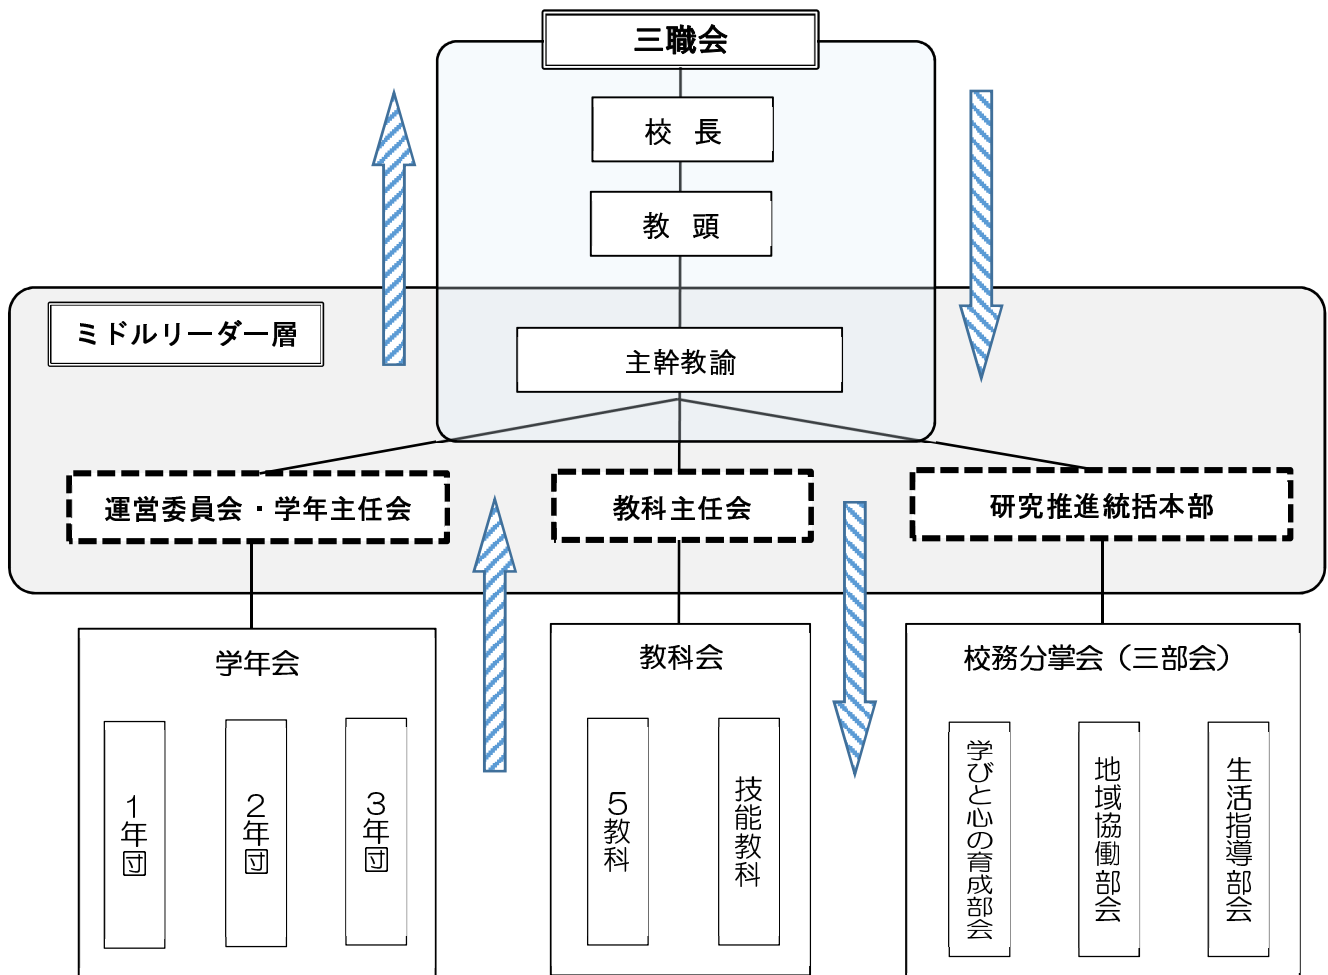 三職会
校 長
教 頭
ミドルリーダー層
主幹教諭
運営委員会・学年主任会
教科主任会
研究推進統括本部
学年会
教科会
校務分掌会（三部会）
１年団
２年団
３年団
５教科
技能教科
学びと心の育成部会
地域協働部会
生活指導部会